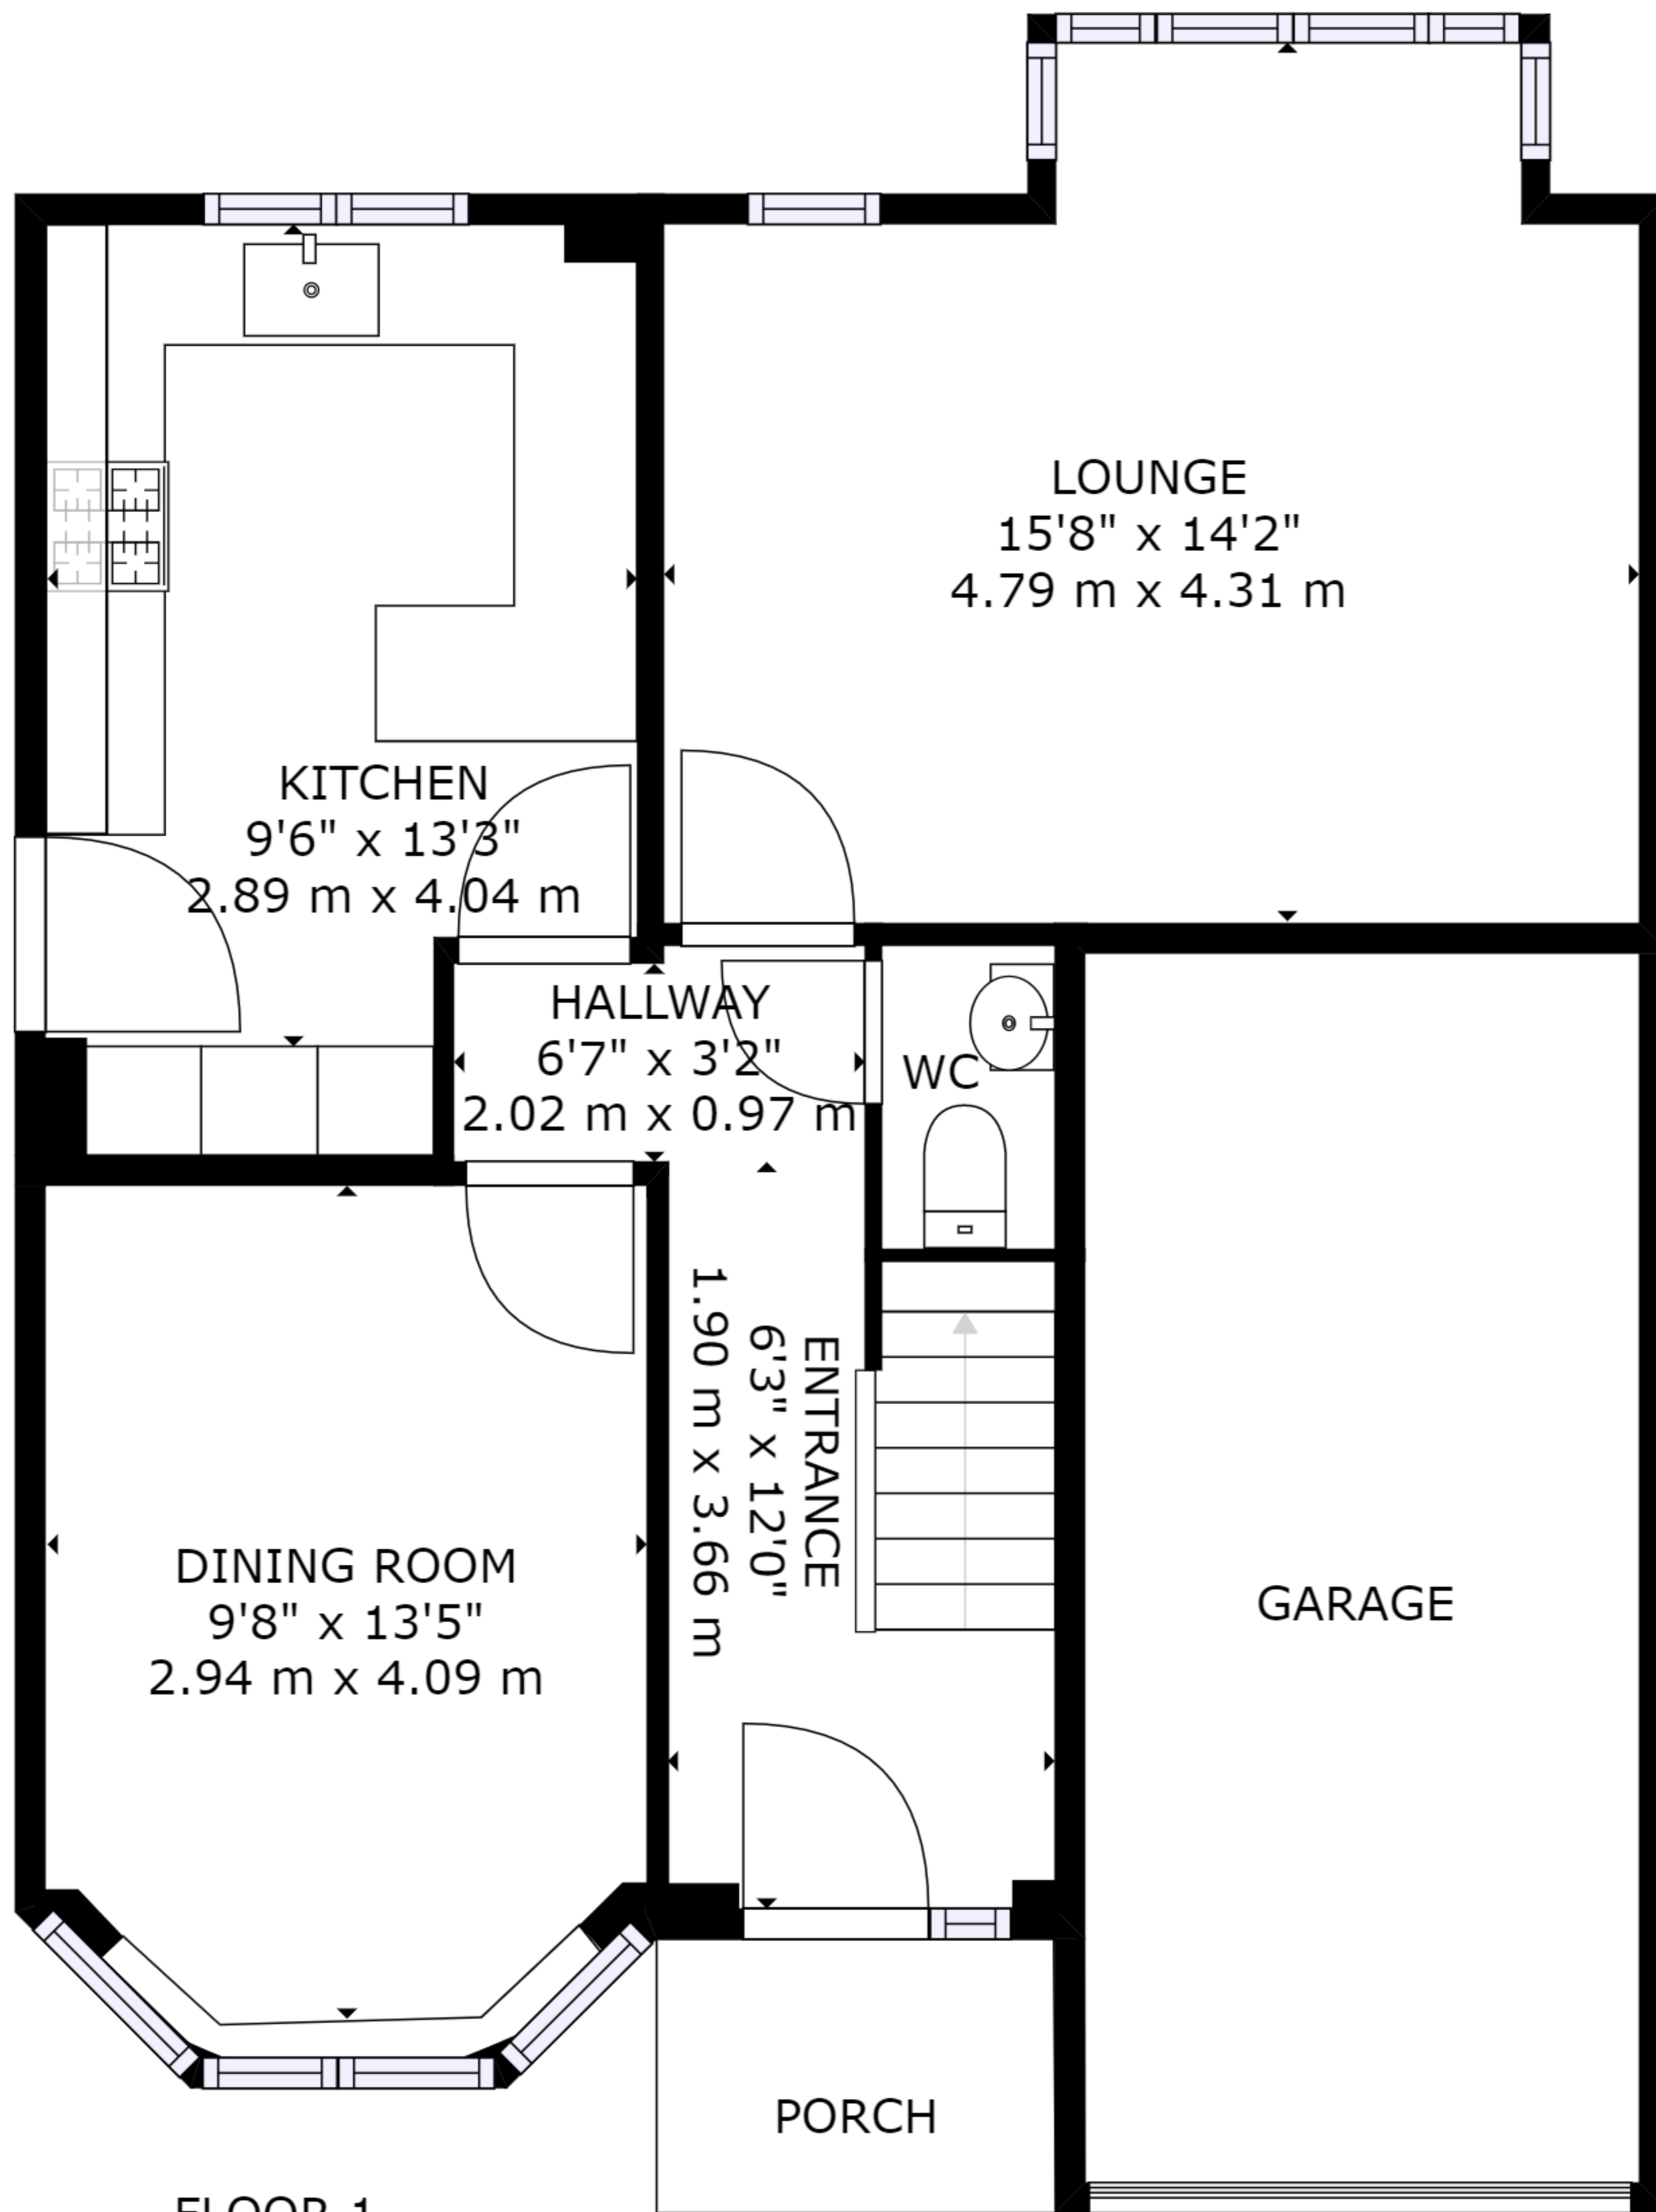 LOUNGE
15'8" x 14'2"
4.79 m x 4.31 m
KITCHEN
9'6" x 13'3"
2.89 m x 4.04 m
HALLWAY
6'7" x 3'2"
2.02 m x 0.97 m
WC
ENTRANCE
6'3" x 12'0"
1.90 m x 3.66 m
DINING ROOM
9'8" x 13'5"
2.94 m x 4.09 m
GARAGE
PORCH
FLOOR 1